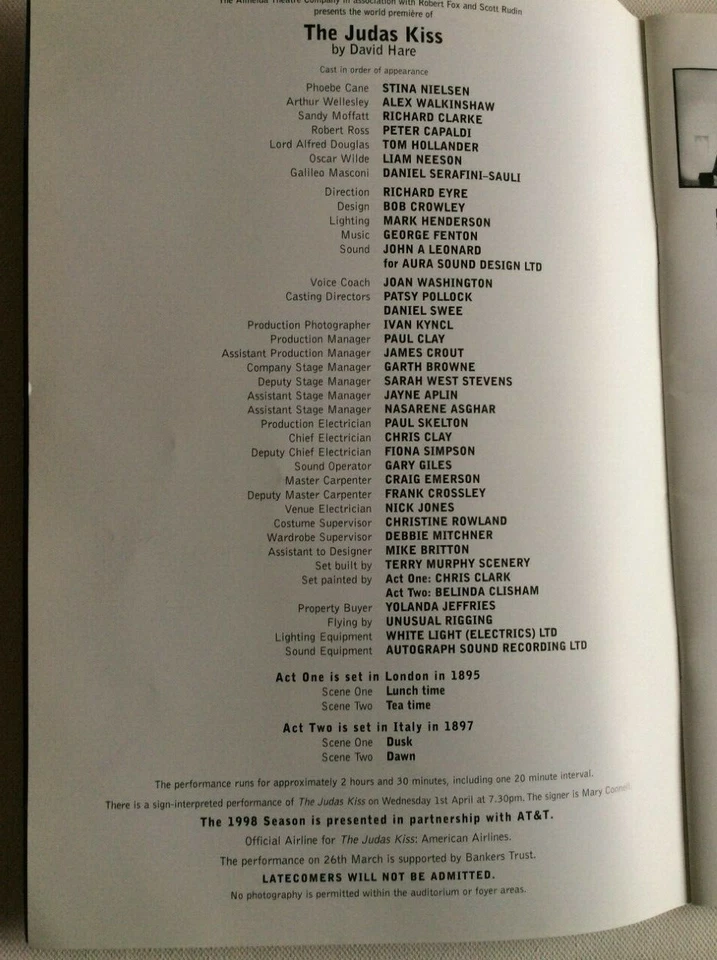 The Almeida Theatre Company in association with Robert Fox and Scott Rudin
presents the world première of
The Judas Kiss
by David Hare
Cast in order of appearance
Phoebe Cane STINA NIELSEN
Arthur Wellesley ALEX WALKINSHAW
Sandy Moffatt RICHARD CLARKE
Robert Ross PETER CAPALDI
Lord Alfred Douglas TOM HOLLANDER
Oscar Wilde LIAM NEESON
Galileo Masconi DANIEL SERAFINI-SAULI
Direction RICHARD EYRE
Design BOB CROWLEY
Lighting MARK HENDERSON
Music GEORGE FENTON
Sound JOHN A LEONARD
for AURA SOUND DESIGN LTD
Voice Coach JOAN WASHINGTON
Casting Directors PATSY POLLOCK
DANIEL SWEE
Production Photographer IVAN KYNCL
Production Manager PAUL CLAY
Assistant Production Manager JAMES CROUT
Company Stage Manager GARTH BROWNE
Deputy Stage Manager SARAH WEST STEVENS
Assistant Stage Manager JAYNE APLIN
Assistant Stage Manager NASARENE ASGHAR
Production Electrician PAUL SKELTON
Chief Electrician CHRIS CLAY
Deputy Chief Electrician FIONA SIMPSON
Sound Operator GARY GILES
Master Carpenter CRAIG EMERSON
Deputy Master Carpenter FRANK CROSSLEY
Venue Electrician NICK JONES
Costume Supervisor CHRISTINE ROWLAND
Wardrobe Supervisor DEBBIE MITCHNER
Assistant to Designer MIKE BRITTON
Set built by TERRY MURPHY SCENERY
Set painted by Act One: CHRIS CLARK
Act Two: BELINDA CLISHAM
Property Buyer YOLANDA JEFFRIES
Flying by UNUSUAL RIGGING
Lighting Equipment WHITE LIGHT (ELECTRICS) LTD
Sound Equipment AUTOGRAPH SOUND RECORDING LTD
Act One is set in London in 1895
Scene One Lunch time
Scene Two Tea time
Act Two is set in Italy in 1897
Scene One Dusk
Scene Two Dawn
The performance runs for approximately 2 hours and 30 minutes, including one 20 minute interval.
There is a sign-interpreted performance of The Judas Kiss on Wednesday 1st April at 7.30pm. The signer is Mary
The 1998 Season is presented in partnership with AT&T.
Official Airline for The Judas Kiss: American Airlines.
The performance on 26th March is supported by Bankers Trust.
LATECOMERS WILL NOT BE ADMITTED.
No photography is permitted within the auditorium or foyer areas.